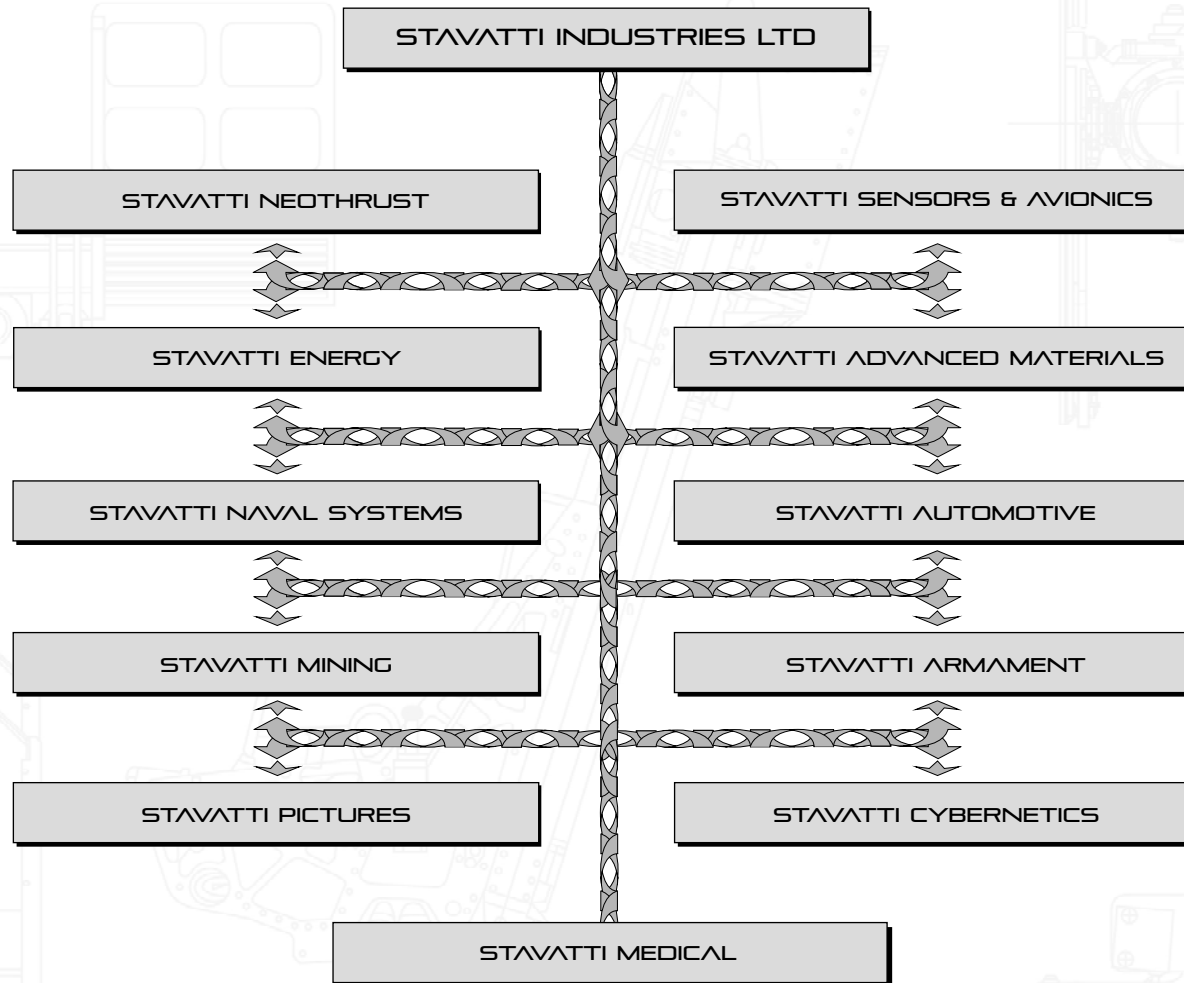 STAVATTI INDUSTRIES LTD
STAVATTI NEOTHRUST
STAVATTI SENSORS & AVIONICS
STAVATTI ENERGY
STAVATTI ADVANCED MATERIALS
STAVATTI NAVAL SYSTEMS
STAVATTI AUTOMOTIVE
STAVATTI MINING
STAVATTI ARMAMENT
STAVATTI PICTURES
STAVATTI CYBERNETICS
STAVATTI MEDICAL